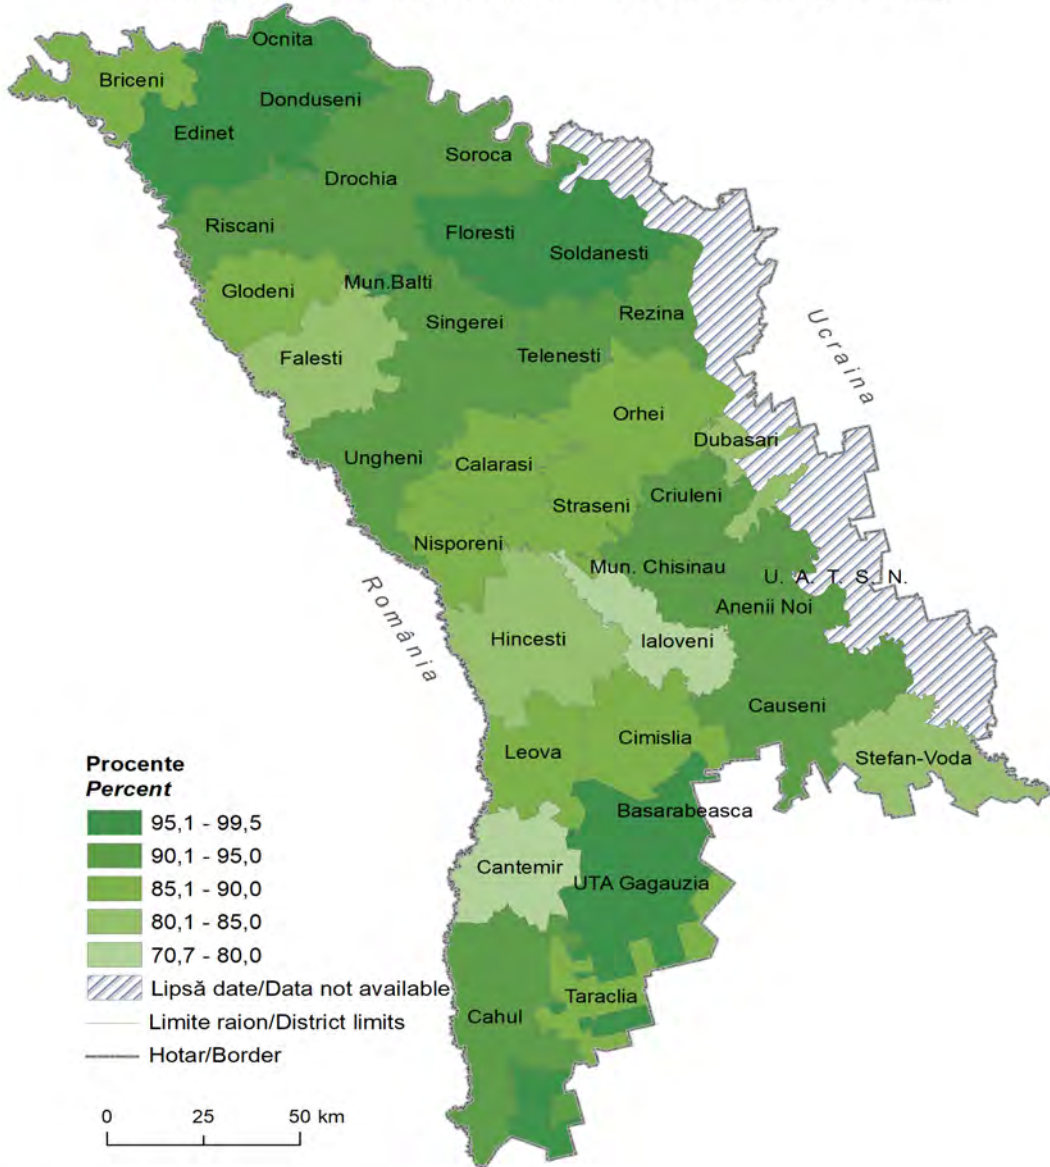 Ocnita
Briceni
Donduseni
Edinet
Soroca
Drochia
Riscani
Floresti
Soldanesti
Mun.Balti
Glodeni
Rezina
Singerei
Ucraina
Falesti
Telenesti
Orhei
Dubasari
Ungheni
Calarasi
Criuleni
Straseni
Nisporeni
Mun. Chisinau
U. A. T. S. N.
Anenii Noi
România
Hincesti
Ialoveni
Causeni
Cimislia
Leova
Stefan-Voda
Basarabeasca
Cantemir
UTA Gagauzia
Taraclia
Cahul
Procente
Percent
95,1 - 99,5
90,1 - 95,0
85,1 - 90,0
80,1 - 85,0
70,7 - 80,0
Lipsă date/Data not available
Limite raion/District limits
Hotar/Border
0 25 50 km